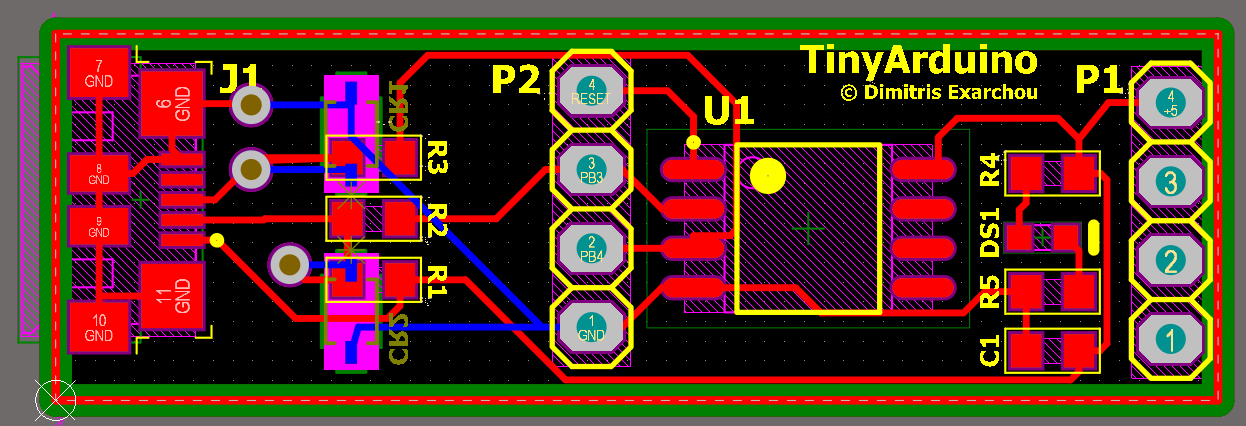 7
GND
6
GND
8
GND
9
GND
11
GND
10
GND
J1
CR1
R3
R2
R1
CR2
P2
4
RESET
3
PB3
2
PB4
1
GND
U1
TinyArduino
© Dimitris Exarchou
P1
4
+5
3
2
1
R4
DS1
R5
C1